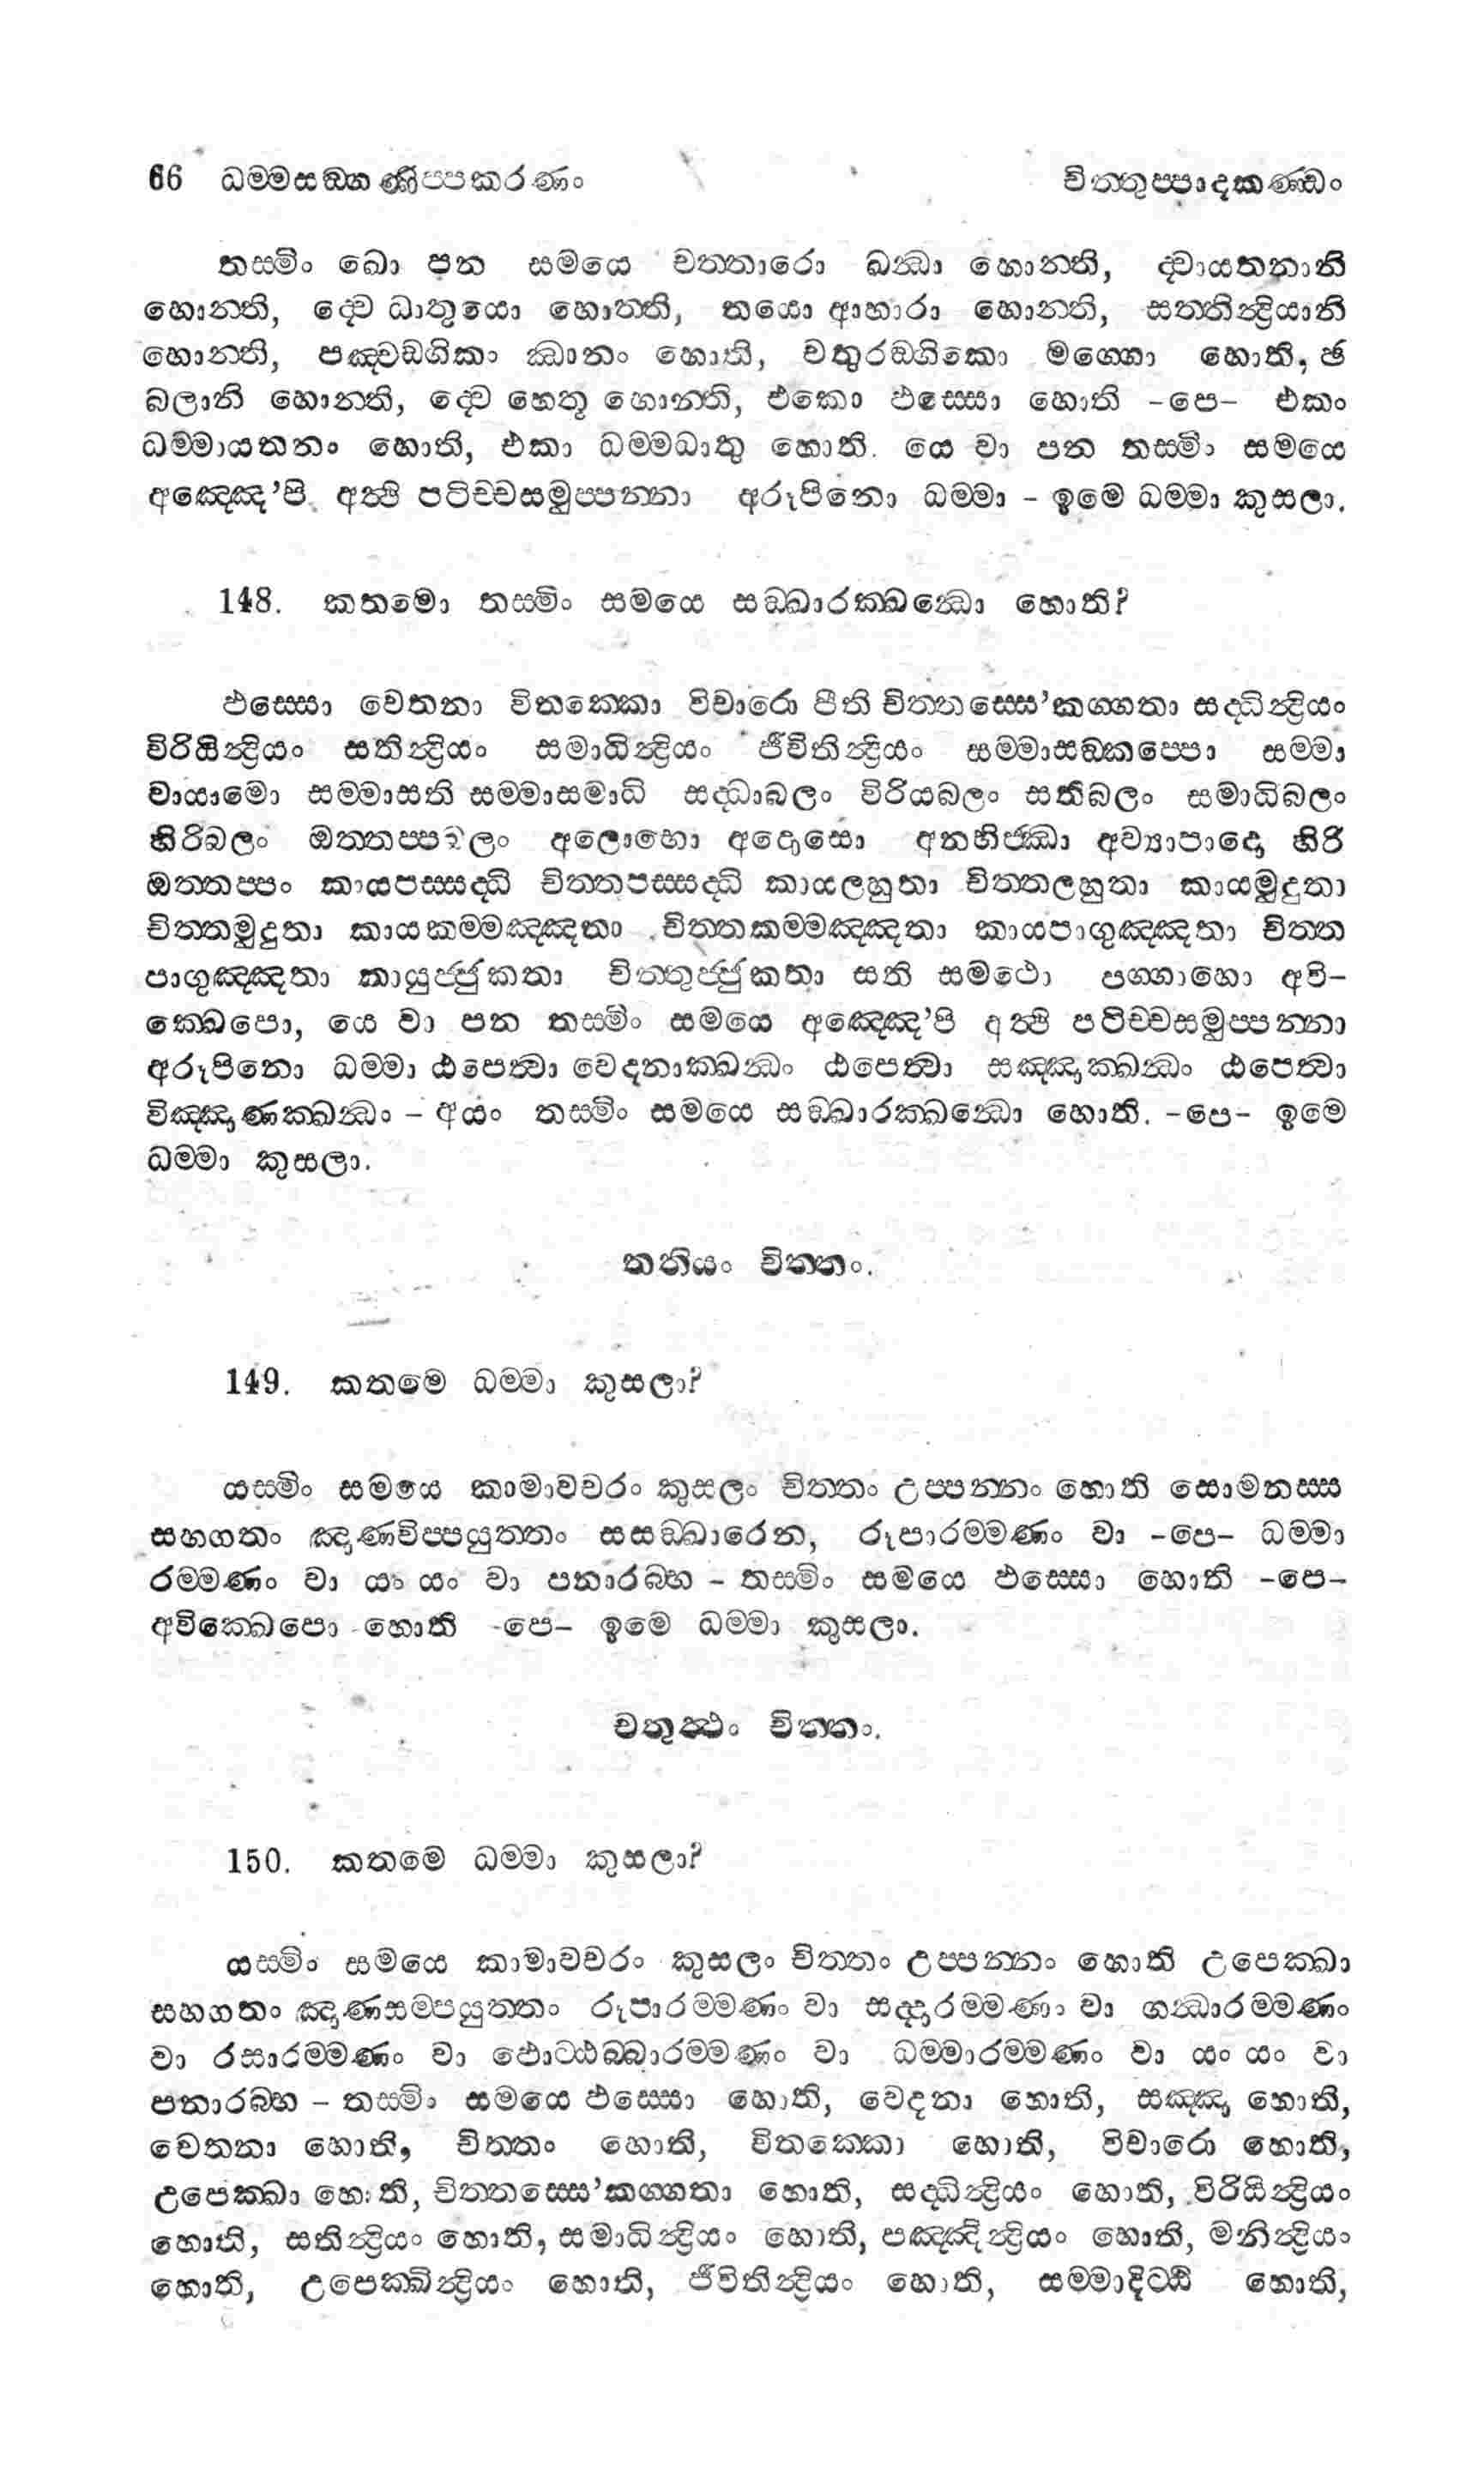 66 ධම්මසඞ්ගණිප්පකරණං චිත්තුප්පාදකණ්ඩං
තස්මිං ඛො පන සමයෙ චත්තාරො ඛන්ධා හොන්ති, ද්වායතනානි
හොන්ති, ද්වෙ ධාතුයො හොන්ති, තයො ආහාරා හොන්ති, සත්තින්ද්‍රියානි
හොන්ති, පඤ්චඞ්ගිකං ඣානං හොති, චතුරඞ්ගිකො මග්ගො හොති, ඡ
බලානි හොන්ති, ද්වෙ හෙතූ හොන්ති, එකො ඵස්සො හොති -පෙ- එකං
ධම්මායතනං හොති, එකා ධම්මධාතු හොති. යෙ වා පන තස්මිං සමයෙ
අඤ්ඤෙ’පි අත්ථි පටිච්චසමුප්පන්නා අරූපිනො ධම්මා - ඉමෙ ධම්මා කුසලා.
148. කතමො තස්මිං සමයෙ සඞ්ඛාරක්ඛන්ධො හොති?
ඵස්සො චෙතනා විතක්කො විචාරො පීති චිත්තස්සෙ’කග්ගතා සද්ධින්ද්‍රියං
විරියින්ද්‍රියං සතින්ද්‍රියං සමාධින්ද්‍රියං ජීවිතින්ද්‍රියං සම්මාසඞ්කප්පො සම්මා
වායාමො සම්මාසති සම්මාසමාධි සද්ධාබලං විරියබලං සතිබලං සමාධිබලං
හිරිබලං ඔත්තප්පබලං අලොභො අදොසො අනභිජ්ඣා අව්‍යාපාදො හිරි
ඔත්තප්පං කායපස්සද්ධි චිත්තපස්සද්ධි කායලහුතා චිත්තලහුතා කායමුදුතා
චිත්තමුදුතා කායකම්මඤ්ඤතා චිත්තකම්මඤ්ඤතා කායපාගුඤ්ඤතා චිත්ත
පාගුඤ්ඤතා කායුජ්ජුකතා චිත්තුජ්ජුකතා සති සමථො පග්ගාහො අවි-
ක්ඛෙපො, යෙ වා පන තස්මිං සමයෙ අඤ්ඤෙ’පි අත්ථි පටිච්චසමුප්පන්නා
අරූපිනො ධම්මා ඨපෙත්වා වෙදනාක්ඛන්ධං ඨපෙත්වා සඤ්ඤාක්ඛන්ධං ඨපෙත්වා
විඤ්ඤාණක්ඛන්ධං - අයං තස්මිං සමයෙ සඞ්ඛාරක්ඛන්ධො හොති. -පෙ- ඉමෙ
ධම්මා කුසලා.
තතියං චිත්තං.
149. කතමෙ ධම්මා කුසලා?
යස්මිං සමයෙ කාමාවචරං කුසලං චිත්තං උප්පන්නං හොති සොමනස්ස
සහගතං ඤාණවිප්පයුත්තං සසඞ්ඛාරෙන, රූපාරම්මණං වා -පෙ- ධම්මා
රම්මණං වා යං යං වා පනාරබ්භ - තස්මිං සමයෙ ඵස්සො හොති -පෙ-
අවික්ඛෙපො හොති -පෙ- ඉමෙ ධම්මා කුසලා.
චතුත්ථං චිත්තං.
150. කතමෙ ධම්මා කුසලා?
යස්මිං සමයෙ කාමාවචරං කුසලං චිත්තං උප්පන්නං හොති උපෙක්ඛා
සහගතං ඤාණසම්පයුත්තං රූපාරම්මණං වා සද්දාරම්මණං වා ගන්ධාරම්මණං
වා රසාරම්මණං වා ඵොට්ඨබ්බාරම්මණං වා ධම්මාරම්මණං වා යං යං වා
පනාරබ්භ - තස්මිං සමයෙ ඵස්සො හොති, වෙදනා හොති, සඤ්ඤා හොති,
චෙතනා හොති, චිත්තං හොති, විතක්කො හොති, විචාරො හොති,
උපෙක්ඛා හොති, චිත්තස්සෙ’කග්ගතා හොති, සද්ධින්ද්‍රියං හොති, විරියින්ද්‍රියං
හොති, සතින්ද්‍රියං හොති, සමාධින්ද්‍රියං හොති, පඤ්ඤින්ද්‍රියං හොති, මනින්ද්‍රියං
හොති, උපෙක්ඛින්ද්‍රියං හොති, ජීවිතින්ද්‍රියං හොති, සම්මාදිට්ඨි හොති,